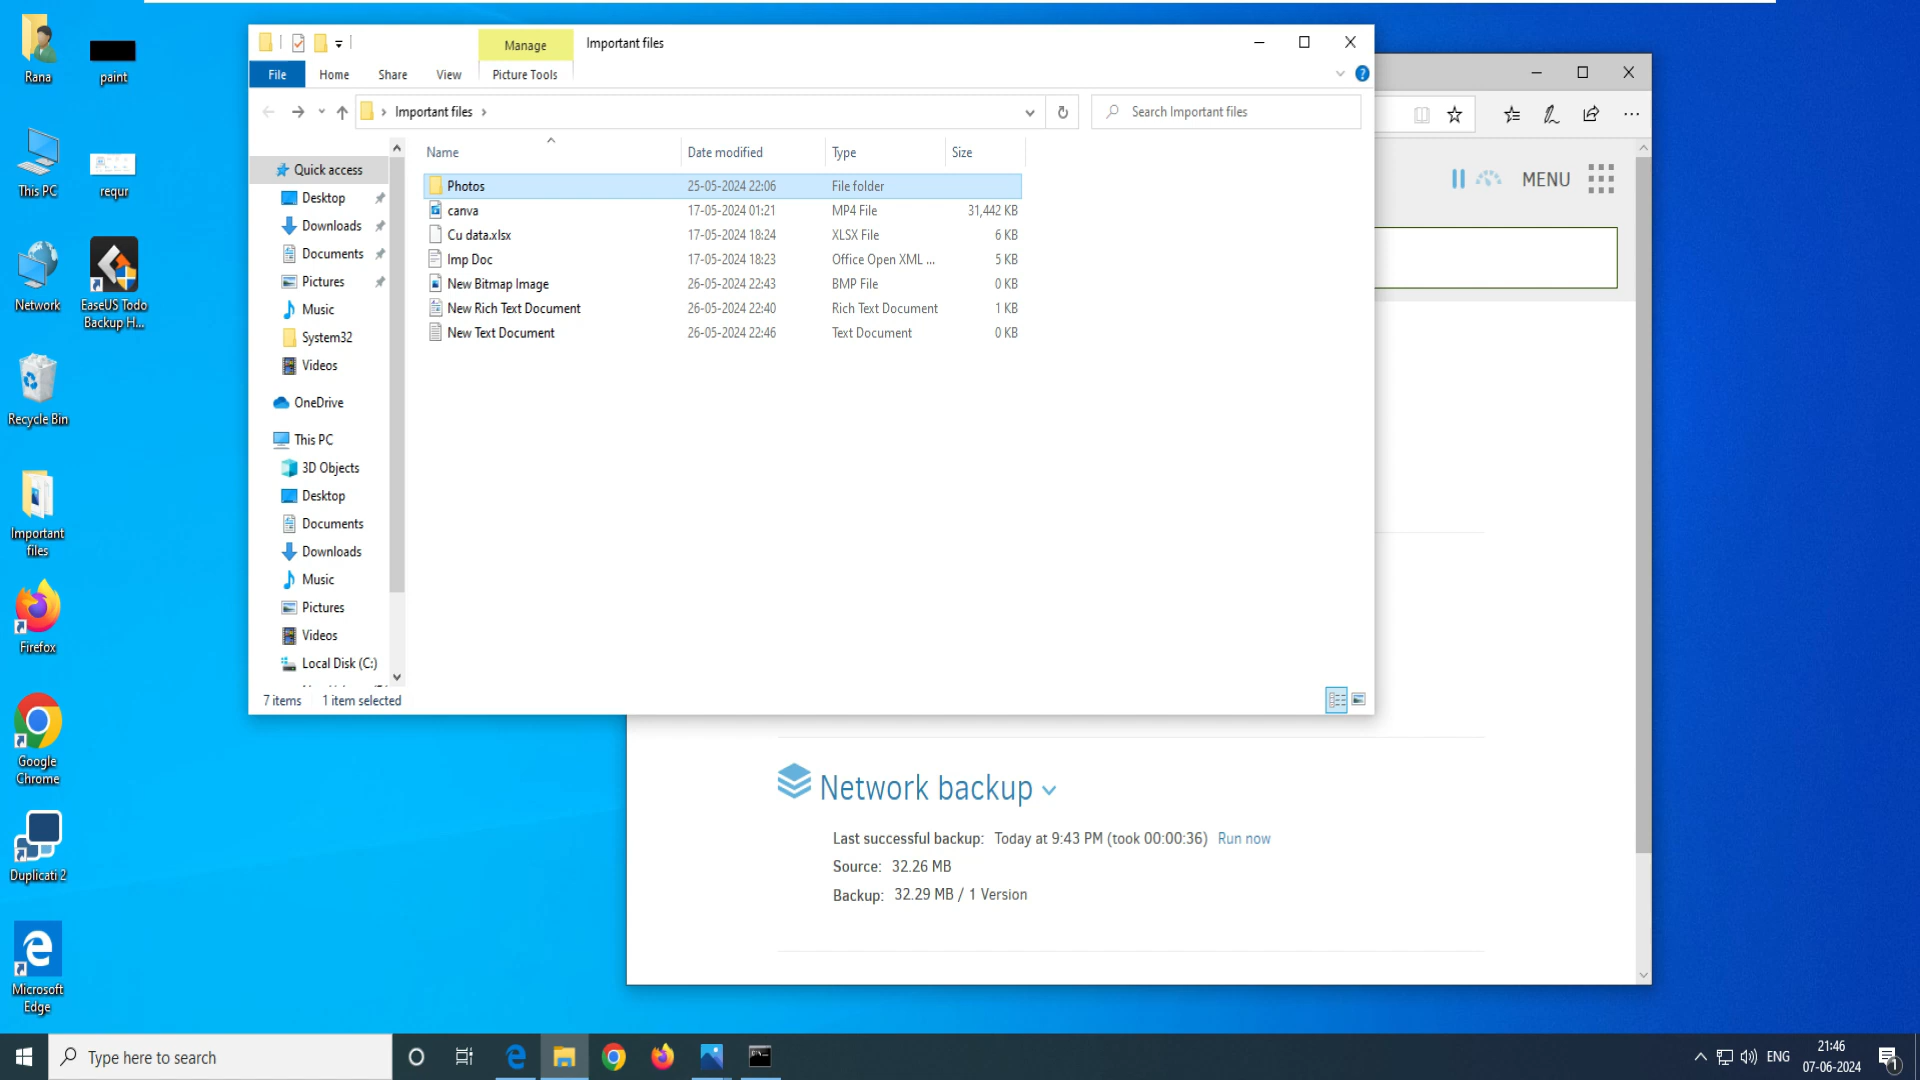 Rana
paint
This PC
requr
Network
EaseUS Todo
Backup H...
Recycle Bin
Important
files
Firefox
Google
Chrome
Duplicati 2
Microsoft
Edge
Manage
Important files
File
Home
Share
View
Picture Tools
Important files
Search Important files
Name
Date modified
Type
Size
Quick access
Desktop
Downloads
Documents
Pictures
Music
System32
Videos
OneDrive
This PC
3D Objects
Desktop
Documents
Downloads
Music
Pictures
Videos
Local Disk (C:)
Photos 25-05-2024 22:06 File folder
canva 17-05-2024 01:21 MP4 File 31,442 KB
Cu data.xlsx 17-05-2024 18:24 XLSX File 6 KB
Imp Doc 17-05-2024 18:23 Office Open XML ... 5 KB
New Bitmap Image 26-05-2024 22:43 BMP File 0 KB
New Rich Text Document 26-05-2024 22:40 Rich Text Document 1 KB
New Text Document 26-05-2024 22:46 Text Document 0 KB
7 items 1 item selected
MENU
Network backup
Last successful backup: Today at 9:43 PM (took 00:00:36) Run now
Source: 32.26 MB
Backup: 32.29 MB / 1 Version
Type here to search
ENG
21:46
07-06-2024
1